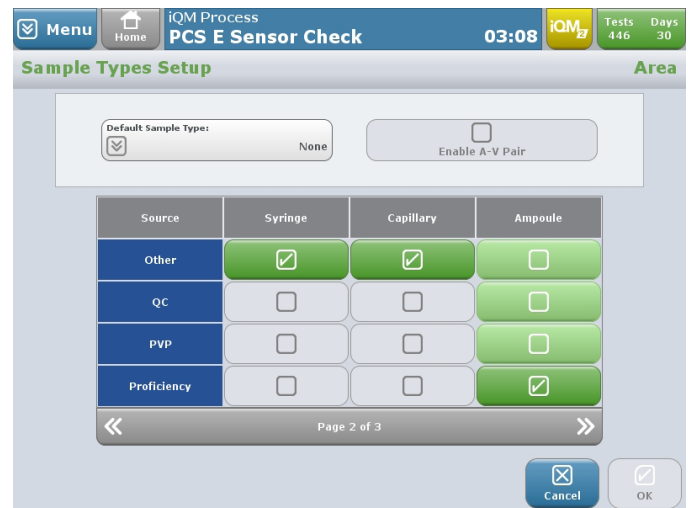 Menu
Home
iQM Process
PCS E Sensor Check
03:08
iQM2
Tests Days
446 30
Sample Types Setup
Area
Default Sample Type:
None
Enable A-V Pair
Source Syringe Capillary Ampoule
Other
QC
PVP
Proficiency
Page 2 of 3
Cancel
OK